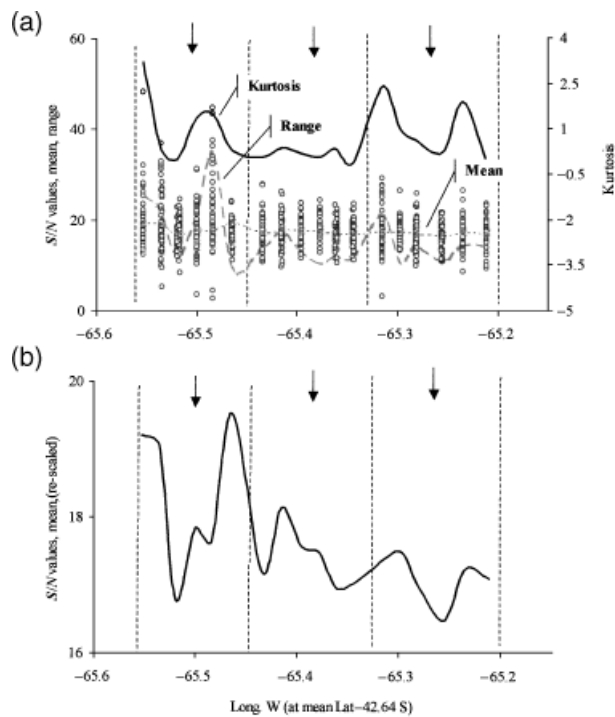 (a)
60
40
20
0
S/N values, mean, range
4
2.5
1
−0.5
−2
−3.5
−5
Kurtosis
Kurtosis
Range
Mean
−65.6
−65.5
−65.4
−65.3
−65.2
(b)
20
18
16
S/N values, mean,(re-scaled)
−65.6
−65.5
−65.4
−65.3
−65.2
Long. W (at mean Lat−42.64 S)